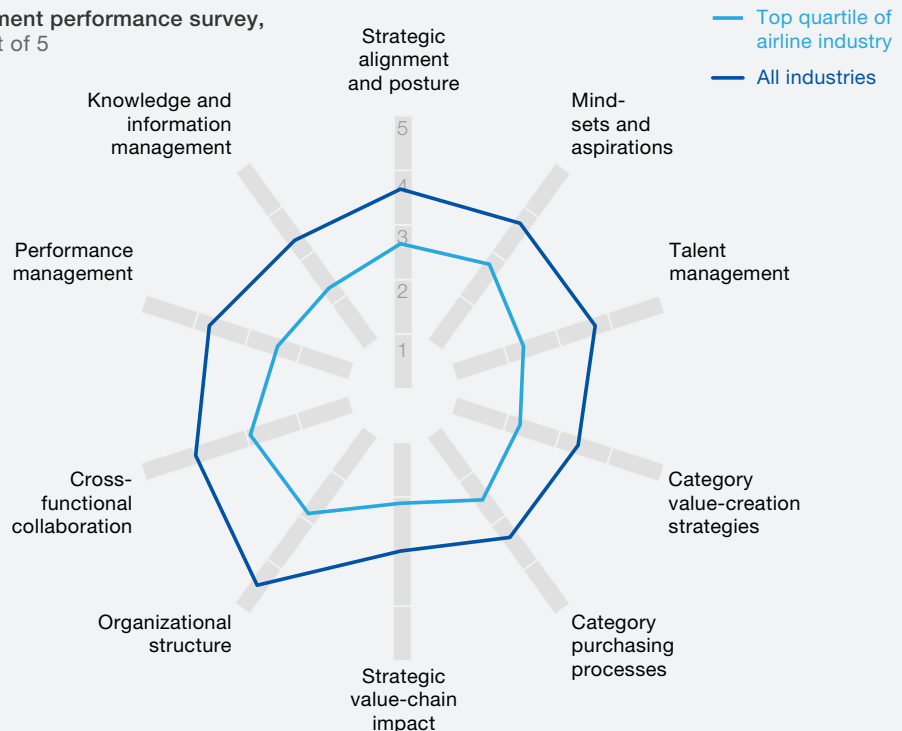 ment performance survey,
t of 5
Top quartile of
airline industry
All industries
Strategic
alignment
and posture
Knowledge and
information
management
Mind-
sets and
aspirations
Performance
management
Talent
management
5
4
3
2
1
Cross-
functional
collaboration
Category
value-creation
strategies
Organizational
structure
Category
purchasing
processes
Strategic
value-chain
impact